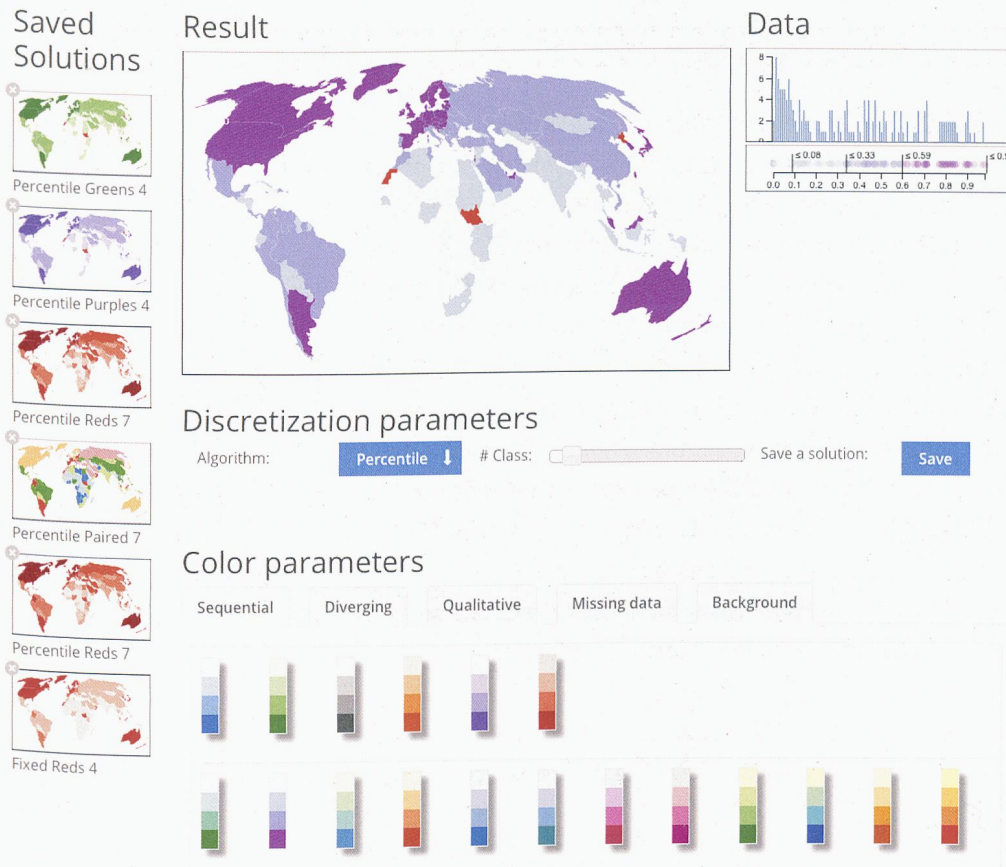 Saved
Solutions
Percentile Greens 4
Percentile Purples 4
Percentile Reds 7
Percentile Paired 7
Percentile Reds 7
Fixed Reds 4
Result
Data
8
6
4
2
0
≤ 0.08
≤ 0.33
≤ 0.59
0.0 0.1 0.2 0.3 0.4 0.5 0.6 0.7 0.8 0.9
Discretization parameters
Algorithm:
Percentile
# Class:
Save a solution:
Save
Color parameters
Sequential
Diverging
Qualitative
Missing data
Background